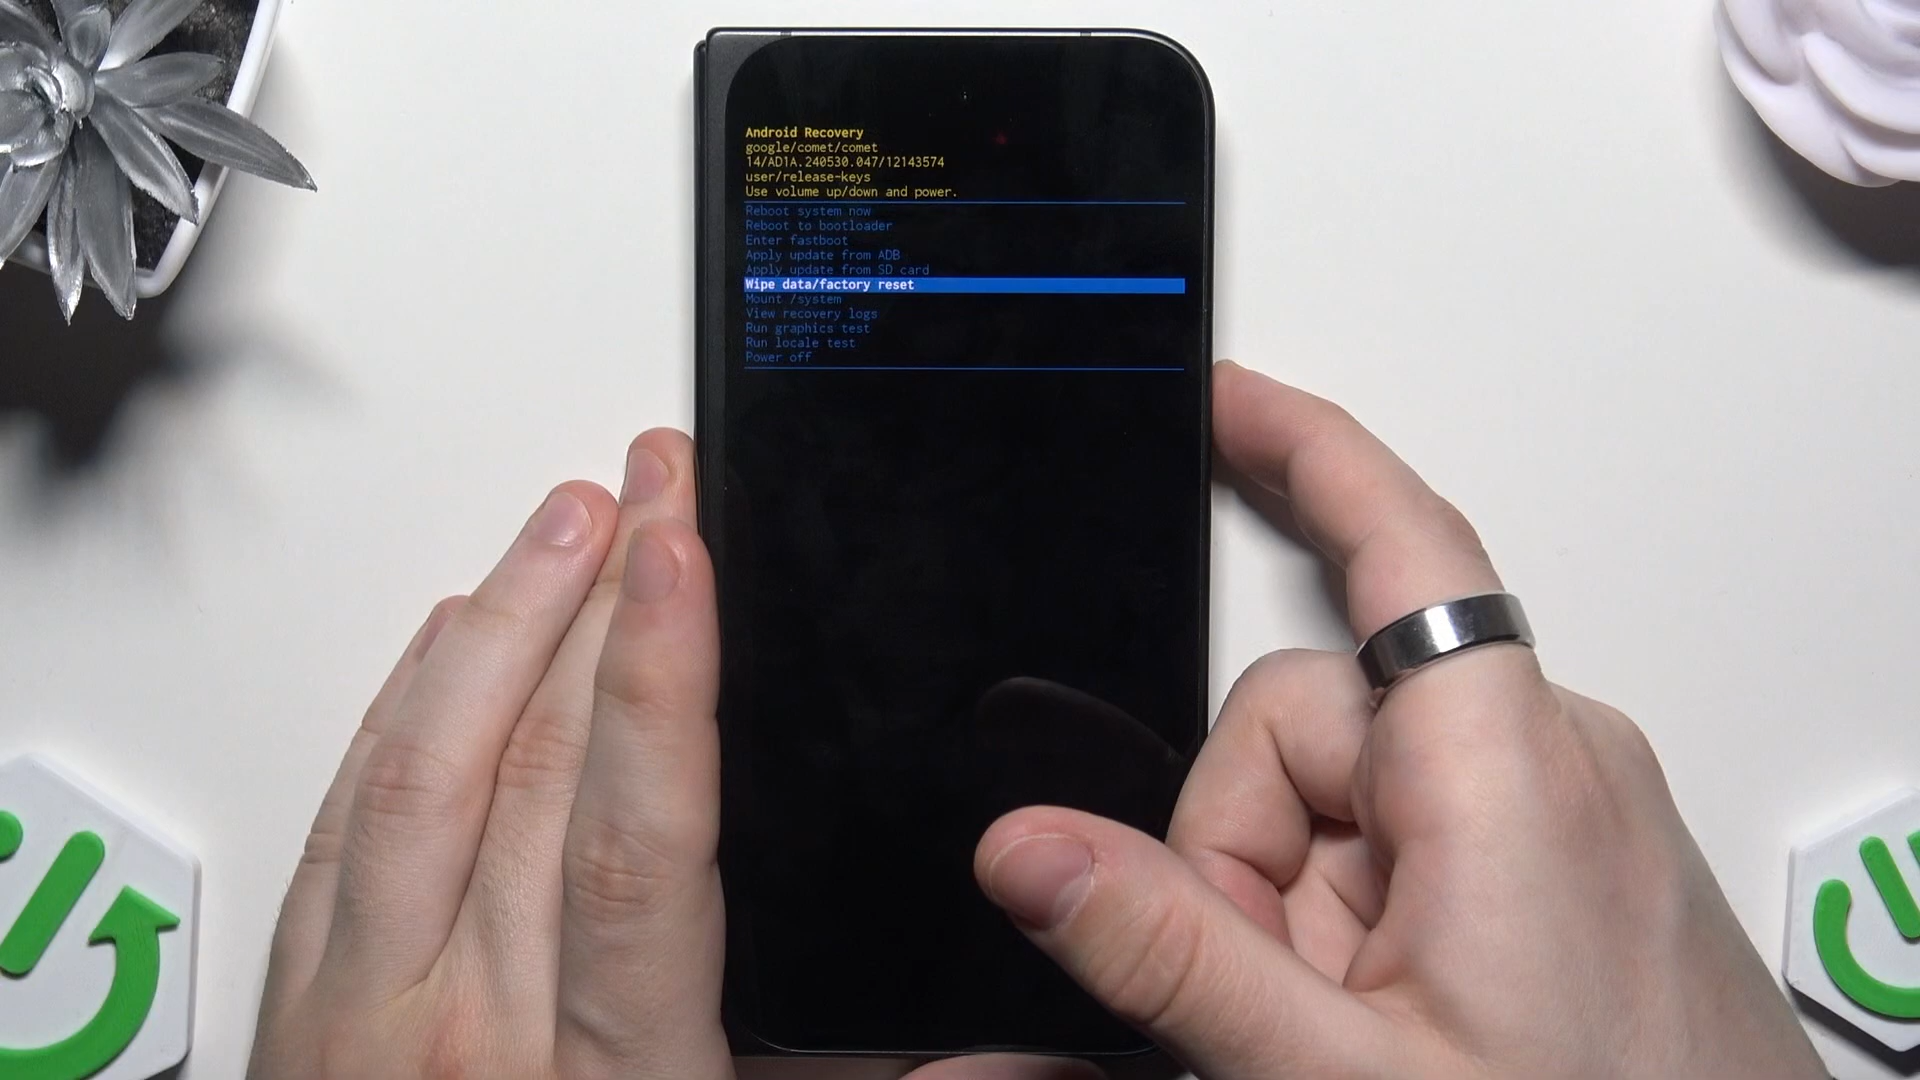 Android Recovery
google/comet/comet
14/AD1A.240530.047/12143574
user/release-keys
Use volume up/down and power.
Reboot system now
Reboot to bootloader
Enter fastboot
Apply update from ADB
Apply update from SD card
Wipe data/factory reset
Mount /system
View recovery logs
Run graphics test
Run locale test
Power off